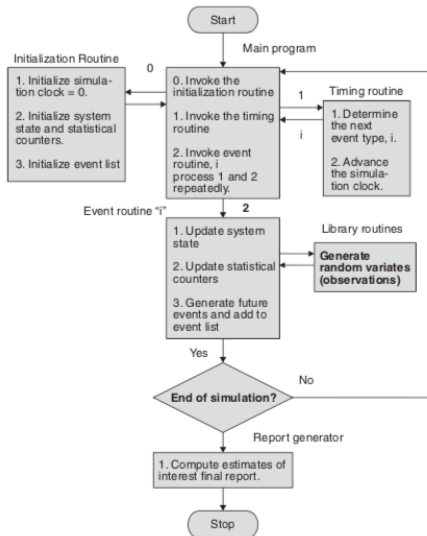 Start
Main program
Initialization Routine
0
1. Initialize simula-
tion clock = 0.
2. Initialize system
state and statistical
counters.
3. Initialize event list
0. Invoke the
initialization routine
1. Invoke the timing
routine
2. Invoke event
routine, i
process 1 and 2
repeatedly.
1
i
Timing routine
1. Determine
the next
event type, i.
2. Advance
the simula-
tion clock.
Event routine “i”
2
1. Update system
state
2. Update statistical
counters
3. Generate future
events and add to
event list
Library routines
Generate
random variates
(observations)
Yes
No
End of simulation?
Report generator
1. Compute estimates of
interest final report.
Stop